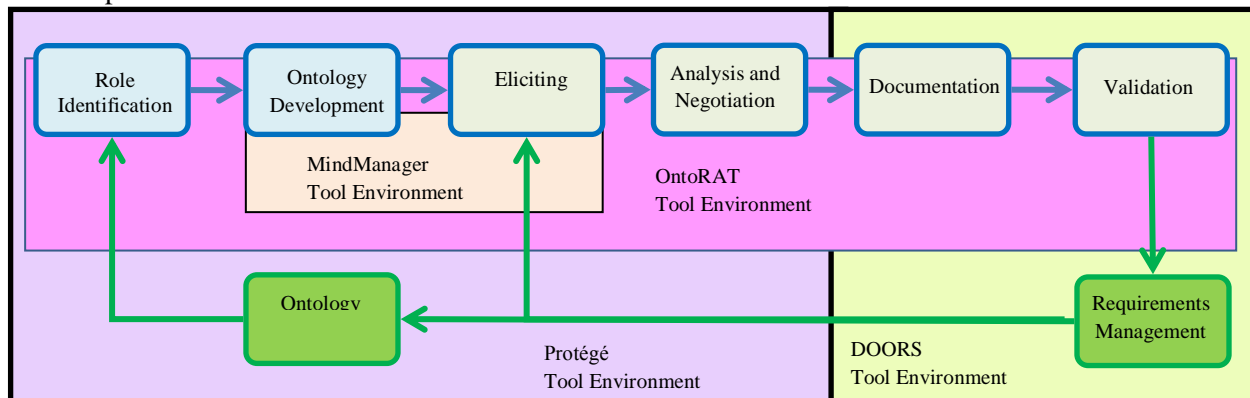 Role
Identification
Ontology
Development
Eliciting
Analysis and
Negotiation
Documentation
Validation
MindManager
Tool Environment
OntoRAT
Tool Environment
Ontology
Requirements
Management
Protégé
Tool Environment
DOORS
Tool Environment